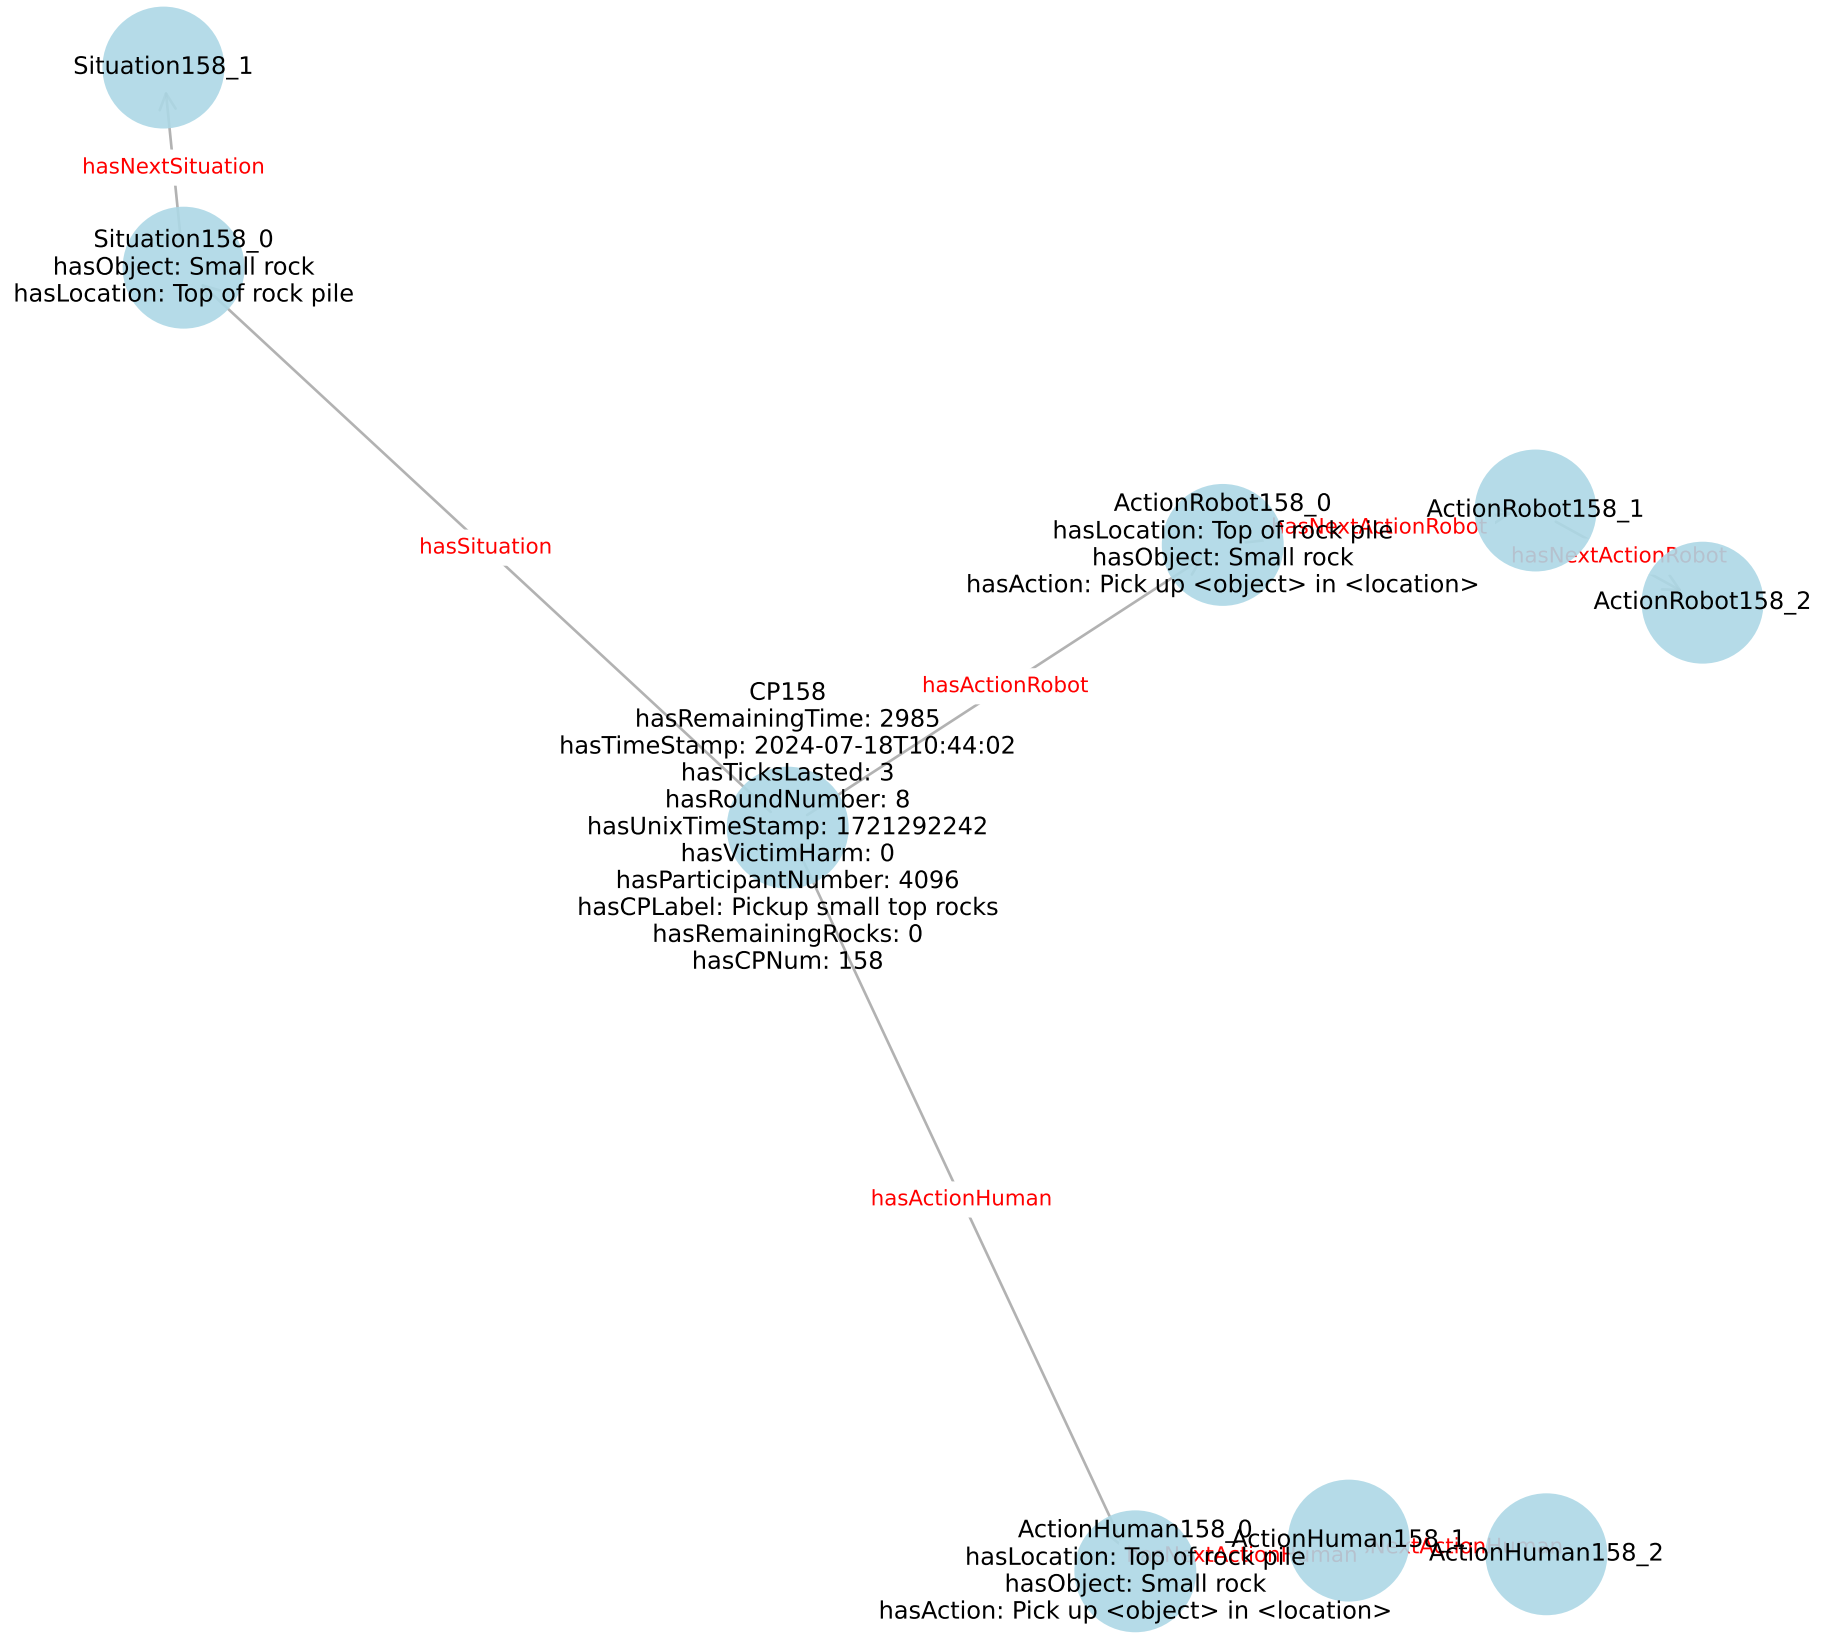 Situation158_1
hasNextSituation
Situation158_0
hasObject: Small rock
hasLocation: Top of rock pile
hasSituation
ActionRobot158_0
hasLocation: Top of rock pile
hasObject: Small rock
hasAction: Pick up <object> in <location>
hasNextActionRobot
ActionRobot158_1
hasNextActionRobot
ActionRobot158_2
hasActionRobot
CP158
hasRemainingTime: 2985
hasTimeStamp: 2024-07-18T10:44:02
hasTicksLasted: 3
hasRoundNumber: 8
hasUnixTimeStamp: 1721292242
hasVictimHarm: 0
hasParticipantNumber: 4096
hasCPLabel: Pickup small top rocks
hasRemainingRocks: 0
hasCPNum: 158
hasActionHuman
ActionHuman158_0
hasLocation: Top of rock pile
hasObject: Small rock
hasAction: Pick up <object> in <location>
hasNextActionHuman
ActionHuman158_1
hasNextActionHuman
ActionHuman158_2